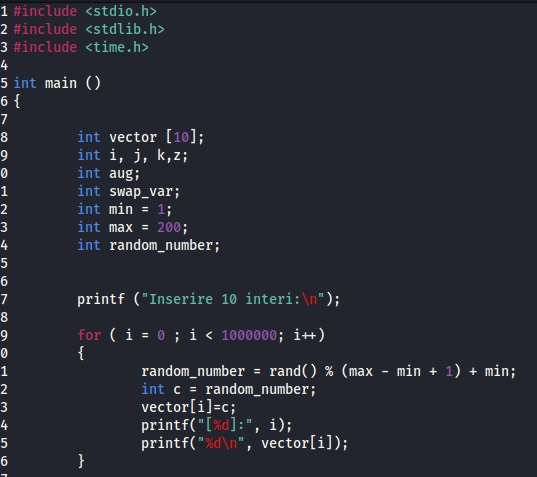 1 #include <stdio.h>
2 #include <stdlib.h>
3 #include <time.h>
4
5 int main ()
6 {
7
8 int vector [10];
9 int i, j, k,z;
0 int aug;
1 int swap_var;
2 int min = 1;
3 int max = 200;
4 int random_number;
5
6
7 printf ("Inserire 10 interi:\n");
8
9 for ( i = 0 ; i < 1000000; i++)
0 {
1 random_number = rand() % (max - min + 1) + min;
2 int c = random_number;
3 vector[i]=c;
4 printf("[%d]:", i);
5 printf("%d\n", vector[i]);
6 }